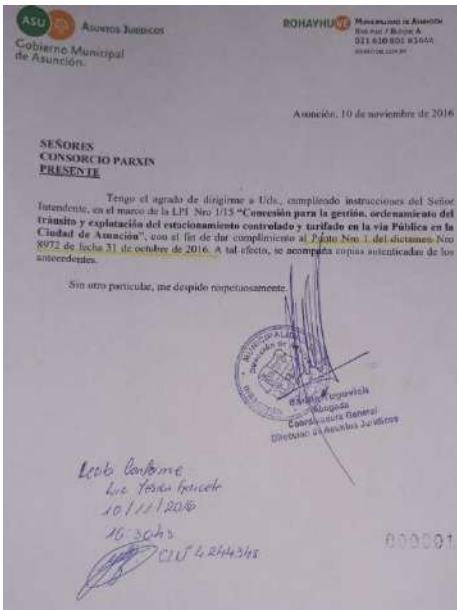 ASU
ASUNTOS JURÍDICOS
Gobierno Municipal
de Asunción.
ROHAYHU
MUNICIPALIDAD DE ASUNCIÓN
Asunción, 10 de noviembre de 2016
SEÑORES
CONSORCIO PARXIN
PRESENTE
Tengo el agrado de dirigirme a Uds., cumpliendo instrucciones del Señor
Intendente, en el marco de la LPI Nro 1/15 “Concesión para la gestión, ordenamiento del
tránsito y explotación del estacionamiento controlado y tarifado en la vía Pública en la
Ciudad de Asunción”, con el fin de dar cumplimiento al Punto Nro 1 del dictamen Nro
8972 de fecha 31 de octubre de 2016. A tal efecto, se acompaña copias autenticadas de los
antecedentes.
Sin otro particular, me despido respetuosamente.
MUNICIPALIDAD
Abogada
Coordinadora General
Dirección de Asuntos Jurídicos
Recibí Conforme
10/11/2016
16:30hs
000001